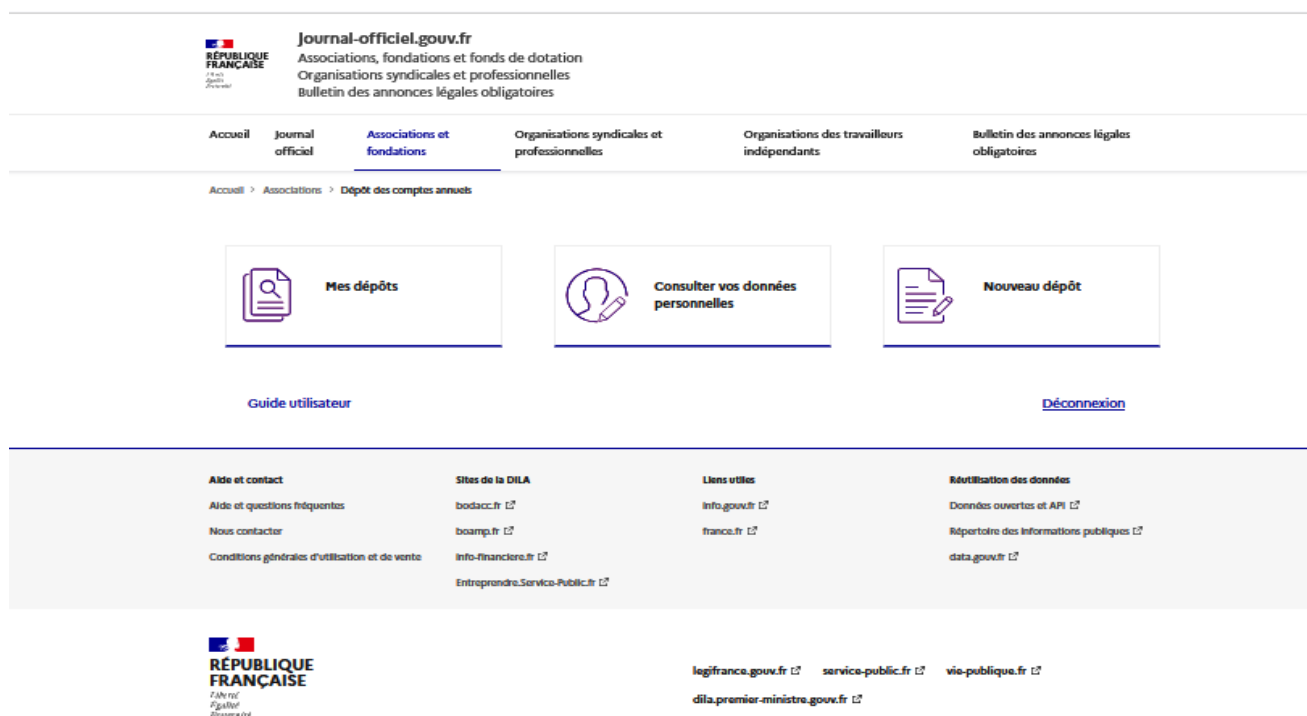 RÉPUBLIQUE
FRANÇAISE
Journal-officiel.gouv.fr
Associations, fondations et fonds de dotation
Organisations syndicales et professionnelles
Bulletin des annonces légales obligatoires
Accueil
Journal officiel
Associations et fondations
Organisations syndicales et professionnelles
Organisations des travailleurs indépendants
Bulletin des annonces légales obligatoires
Accueil > Associations > Dépôt des comptes annuels
Mes dépôts
Consulter vos données
personnelles
Nouveau dépôt
Guide utilisateur
Déconnexion
Aide et contact
Aide et questions fréquentes
Nous contacter
Conditions générales d'utilisation et de vente
Sites de la DILA
bodacc.fr
boamp.fr
info-financiere.fr
Entreprendre.Service-Public.fr
Liens utiles
info.gouv.fr
france.fr
Réutilisation des données
Données ouvertes et API
Répertoire des informations publiques
data.gouv.fr
RÉPUBLIQUE
FRANÇAISE
legifrance.gouv.fr service-public.fr vie-publique.fr
dila.premier-ministre.gouv.fr